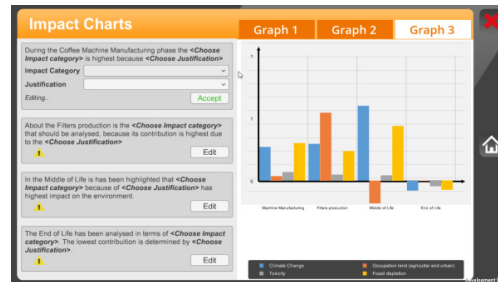 Impact Charts
Graph 1
Graph 2
Graph 3
During the Coffee Machine Manufacturing phase the <Choose
Impact category> is highest because <Choose Justification>
Impact Category
Justification
Editing..
Accept
About the Filters production is the <Choose Impact category>
that should be analysed, because its contribution is highest due
to the <Choose Justification>
Edit
In the Middle of Life is has been highlighted that <Choose
Impact category> because of <Choose Justification> has
highest impact on the environment.
Edit
The End of Life has been analysed in terms of <Choose Impact
category>. The lowest contribution is determined by <Choose
Justification>.
Edit
1
1
0
Machine Manufacturing
Filters production
Middle of Life
End of Life
Climate Change
Occupation land (agricultur and urban)
Toxicity
Fossil depletion